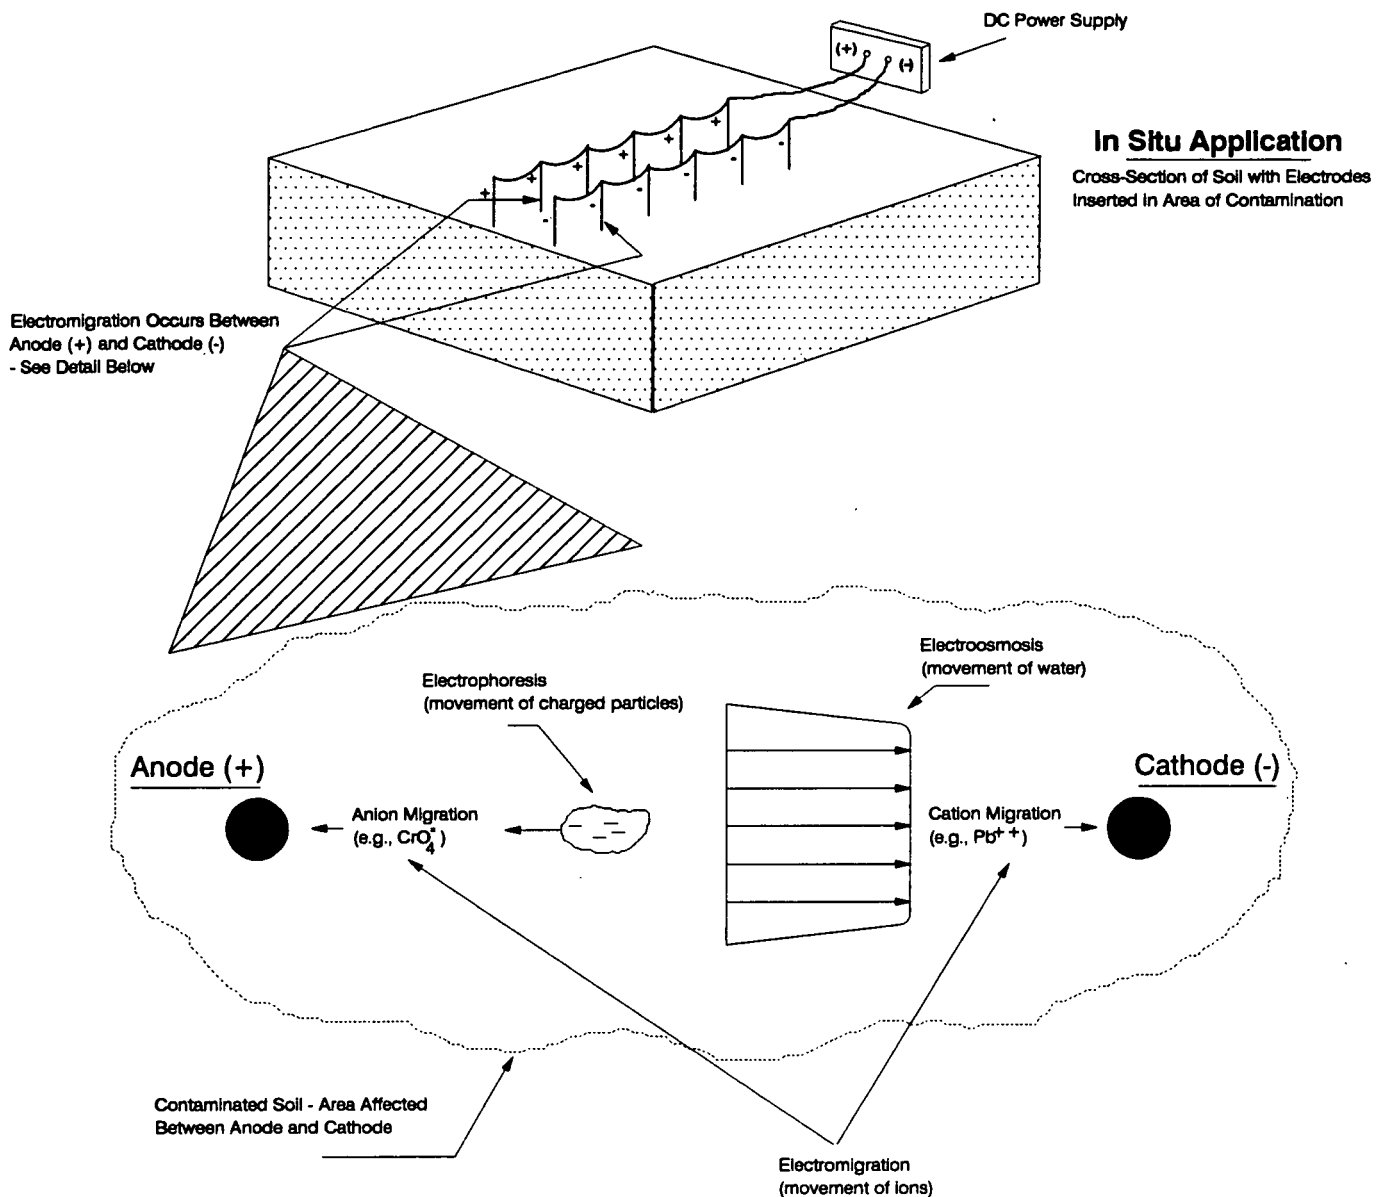 DC Power Supply
(+)
(-)
In Situ Application
Cross-Section of Soil with Electrodes
Inserted in Area of Contamination
+
+
+
+
+
+
-
-
-
-
-
-
Electromigration Occurs Between
Anode (+) and Cathode (-)
- See Detail Below
Electroosmosis
(movement of water)
Electrophoresis
(movement of charged particles)
Anode (+)
Cathode (-)
Anion Migration
(e.g., CrO₄⁼)
Cation Migration
(e.g., Pb⁺⁺)
Contaminated Soil - Area Affected
Between Anode and Cathode
Electromigration
(movement of ions)